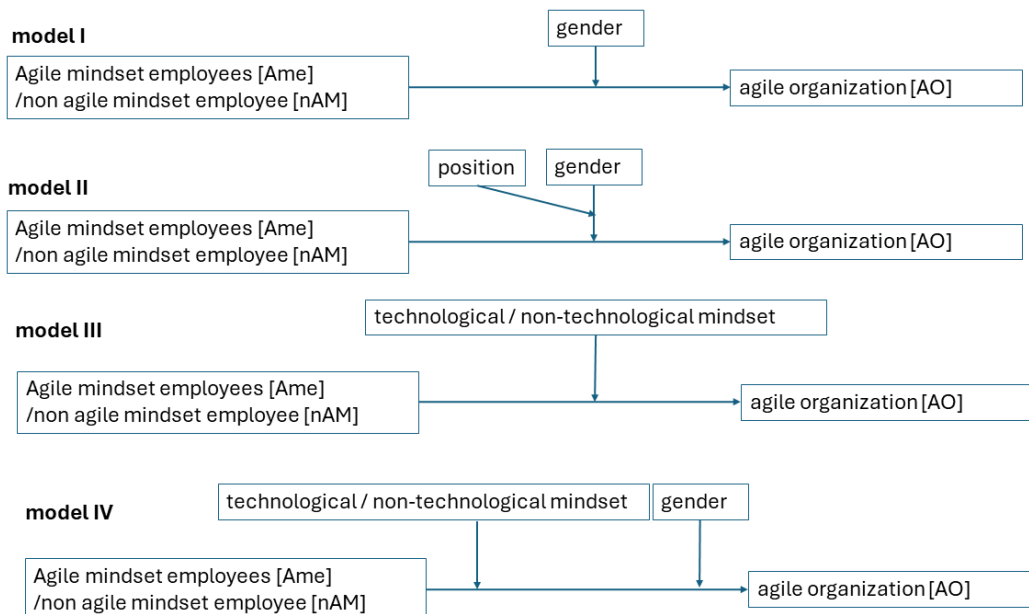 model I
gender
Agile mindset employees [Ame]
/non agile mindset employee [nAM]
agile organization [AO]
model II
position
gender
Agile mindset employees [Ame]
/non agile mindset employee [nAM]
agile organization [AO]
model III
technological / non-technological mindset
Agile mindset employees [Ame]
/non agile mindset employee [nAM]
agile organization [AO]
model IV
technological / non-technological mindset
gender
Agile mindset employees [Ame]
/non agile mindset employee [nAM]
agile organization [AO]